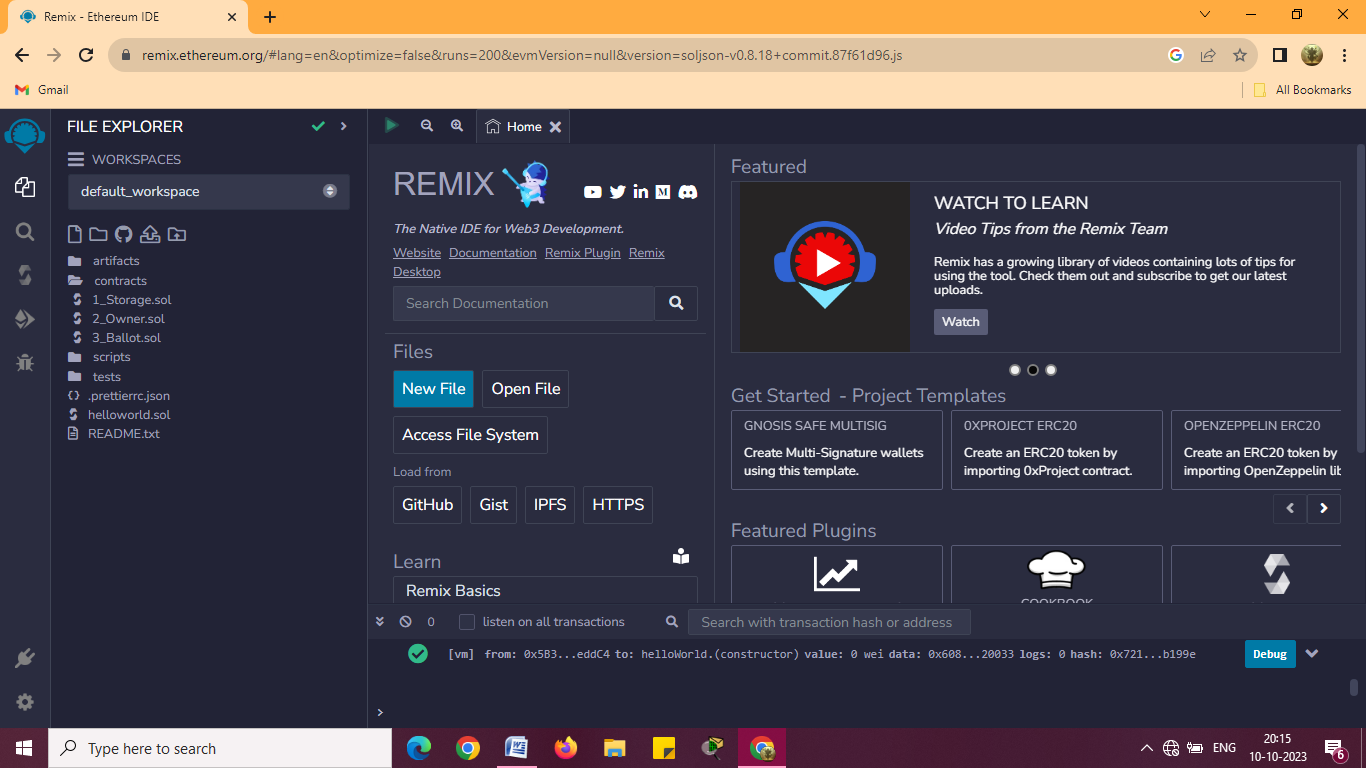 Remix - Ethereum IDE
remix.ethereum.org/#lang=en&optimize=false&runs=200&evmVersion=null&version=soljson-v0.8.18+commit.87f61d96.js
Gmail
All Bookmarks
FILE EXPLORER
WORKSPACES
default_workspace
artifacts
contracts
1_Storage.sol
2_Owner.sol
3_Ballot.sol
scripts
tests
.prettierrc.json
helloworld.sol
README.txt
Home
REMIX
The Native IDE for Web3 Development.
Website Documentation Remix Plugin Remix
Desktop
Search Documentation
Files
New File Open File
Access File System
Load from
GitHub Gist IPFS HTTPS
Learn
Remix Basics
Featured
WATCH TO LEARN
Video Tips from the Remix Team
Remix has a growing library of videos containing lots of tips for
using the tool. Check them out and subscribe to get our latest
uploads.
Watch
Get Started - Project Templates
GNOSIS SAFE MULTISIG
Create Multi-Signature wallets
using this template.
0XPROJECT ERC20
Create an ERC20 token by
importing 0xProject contract.
OPENZEPPELIN ERC20
Create an ERC20 token by
importing OpenZeppelin lib
Featured Plugins
COOKBOOK
0 listen on all transactions Search with transaction hash or address
[vm] from: 0x5B3...eddC4 to: helloWorld.(constructor) value: 0 wei data: 0x608...20033 logs: 0 hash: 0x721...b199e Debug
>
Type here to search
ENG
20:15
10-10-2023
6